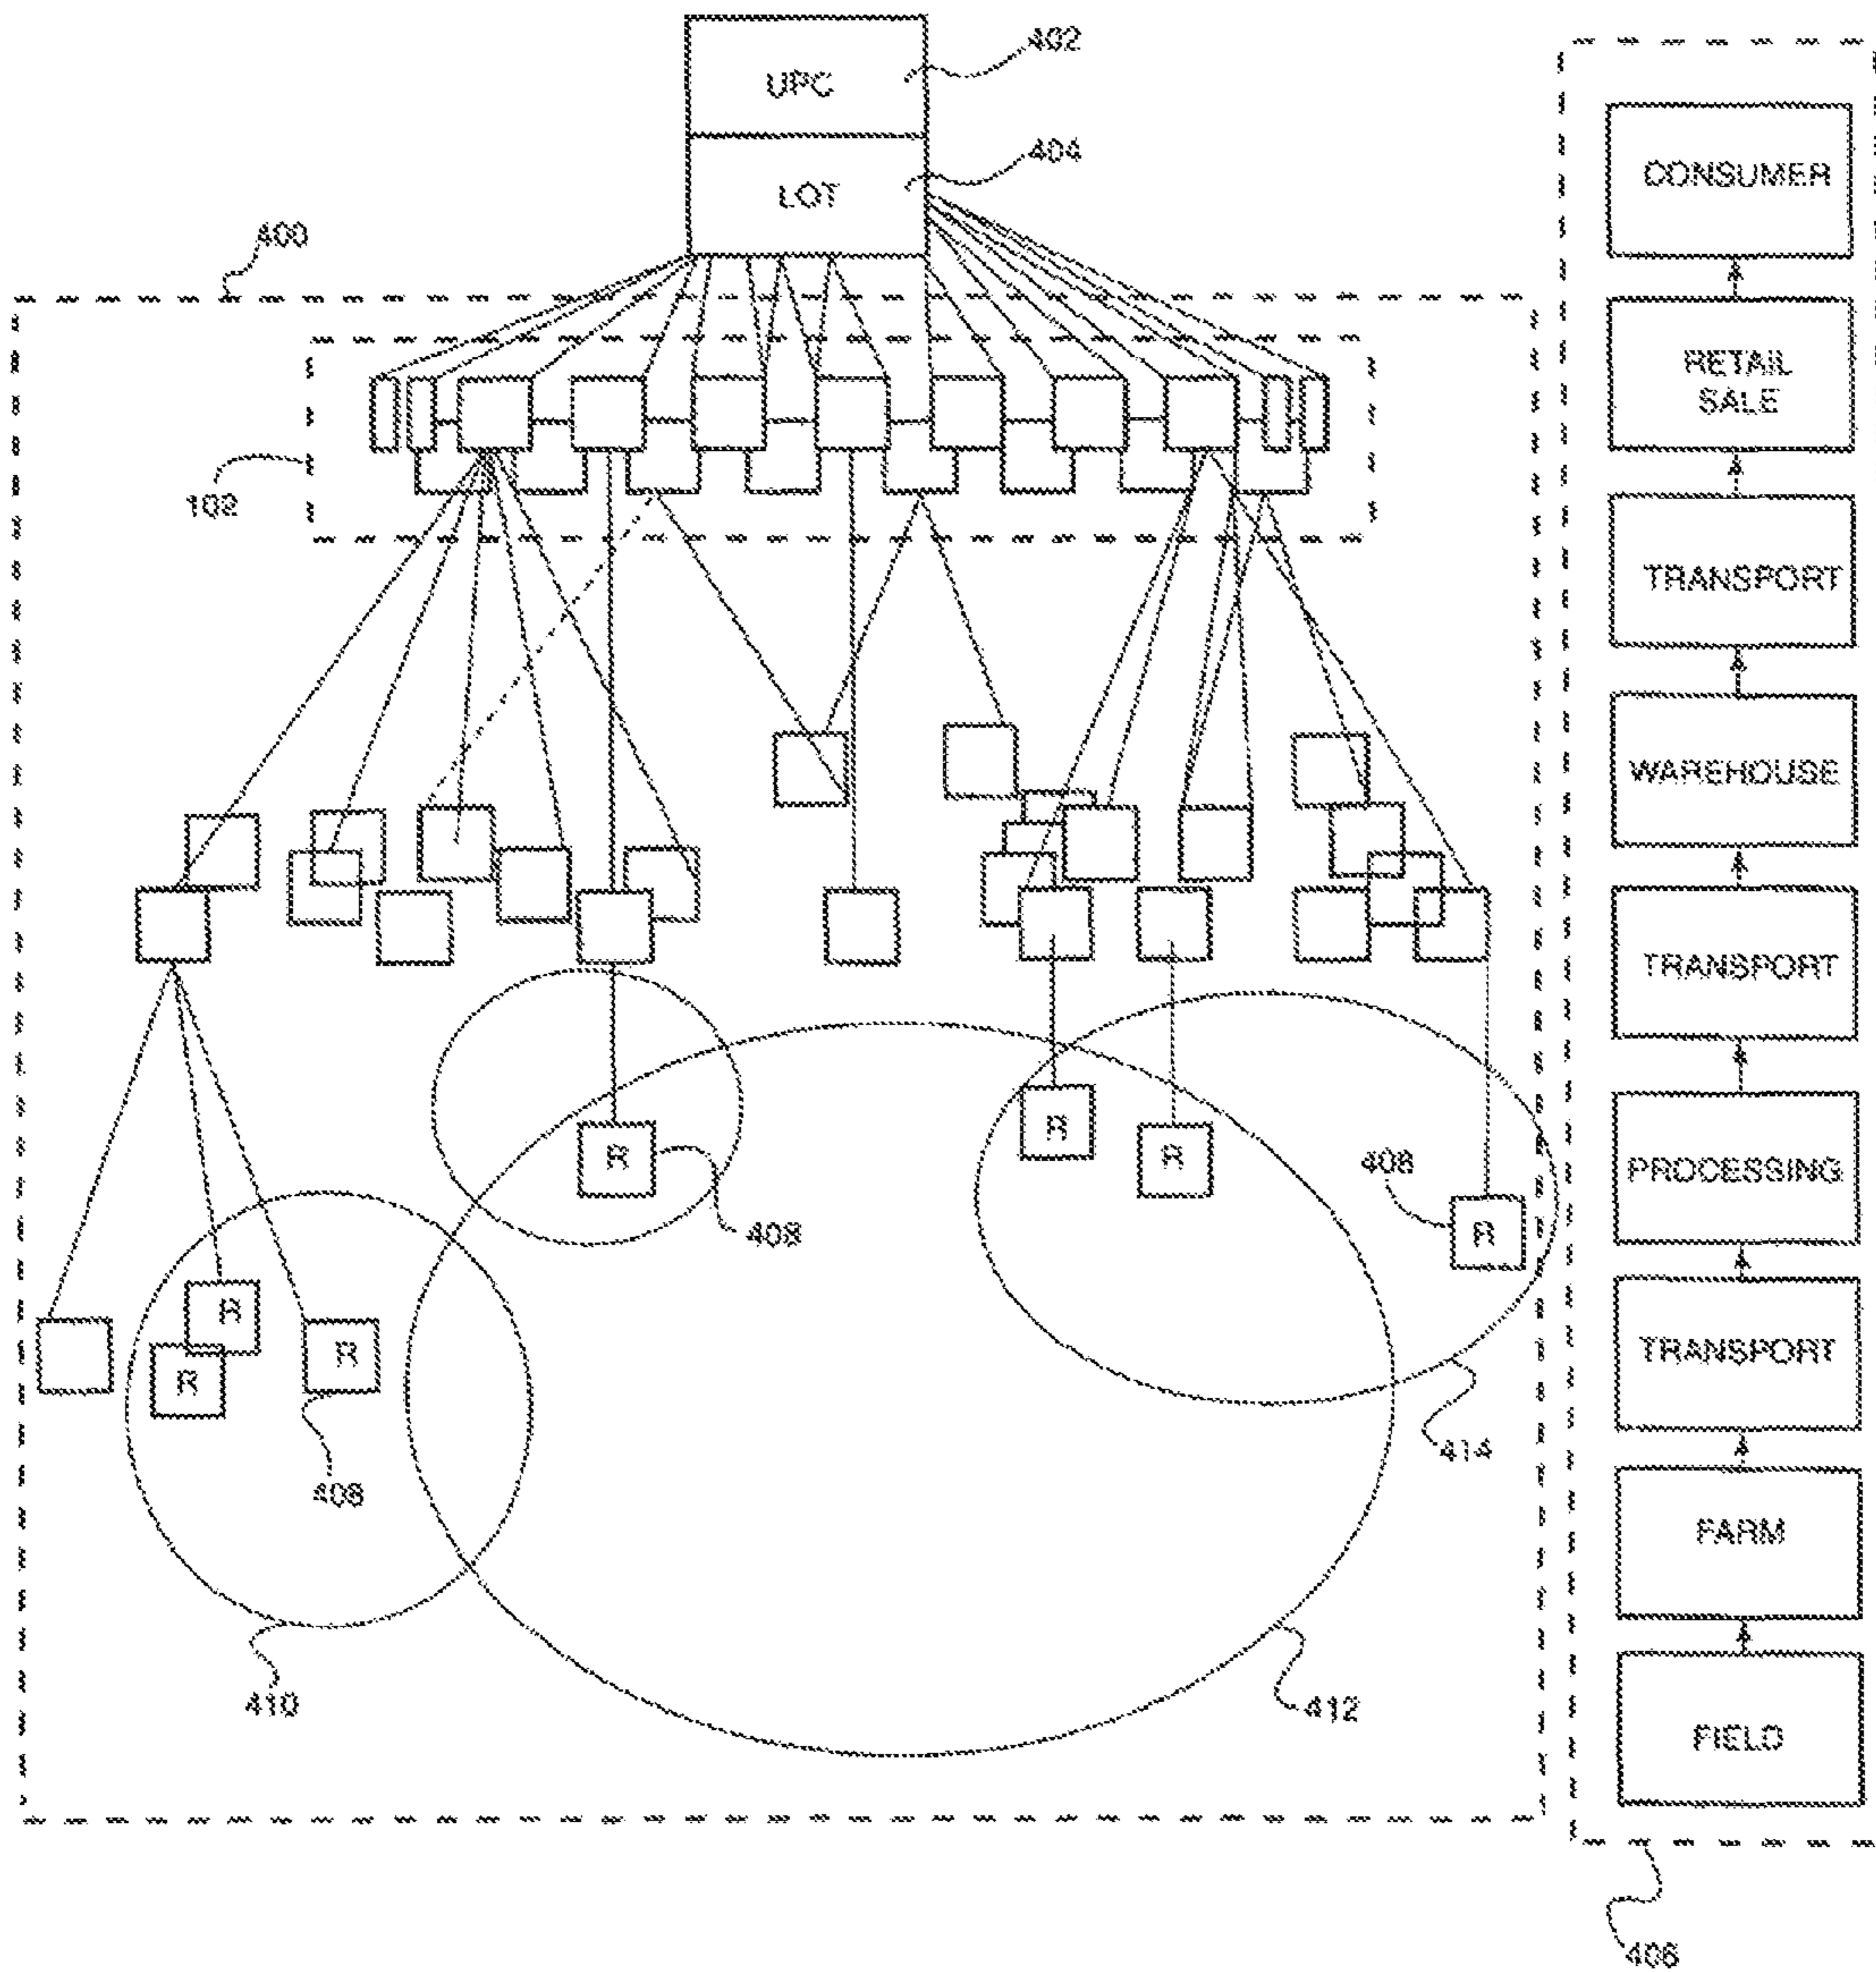 UPC
402
LOT
404
400
102
R
408
R
R
408
R
R
R
408
R
410
412
414
CONSUMER
RETAIL
SALE
TRANSPORT
WAREHOUSE
TRANSPORT
PROCESSING
TRANSPORT
FARM
FIELD
406